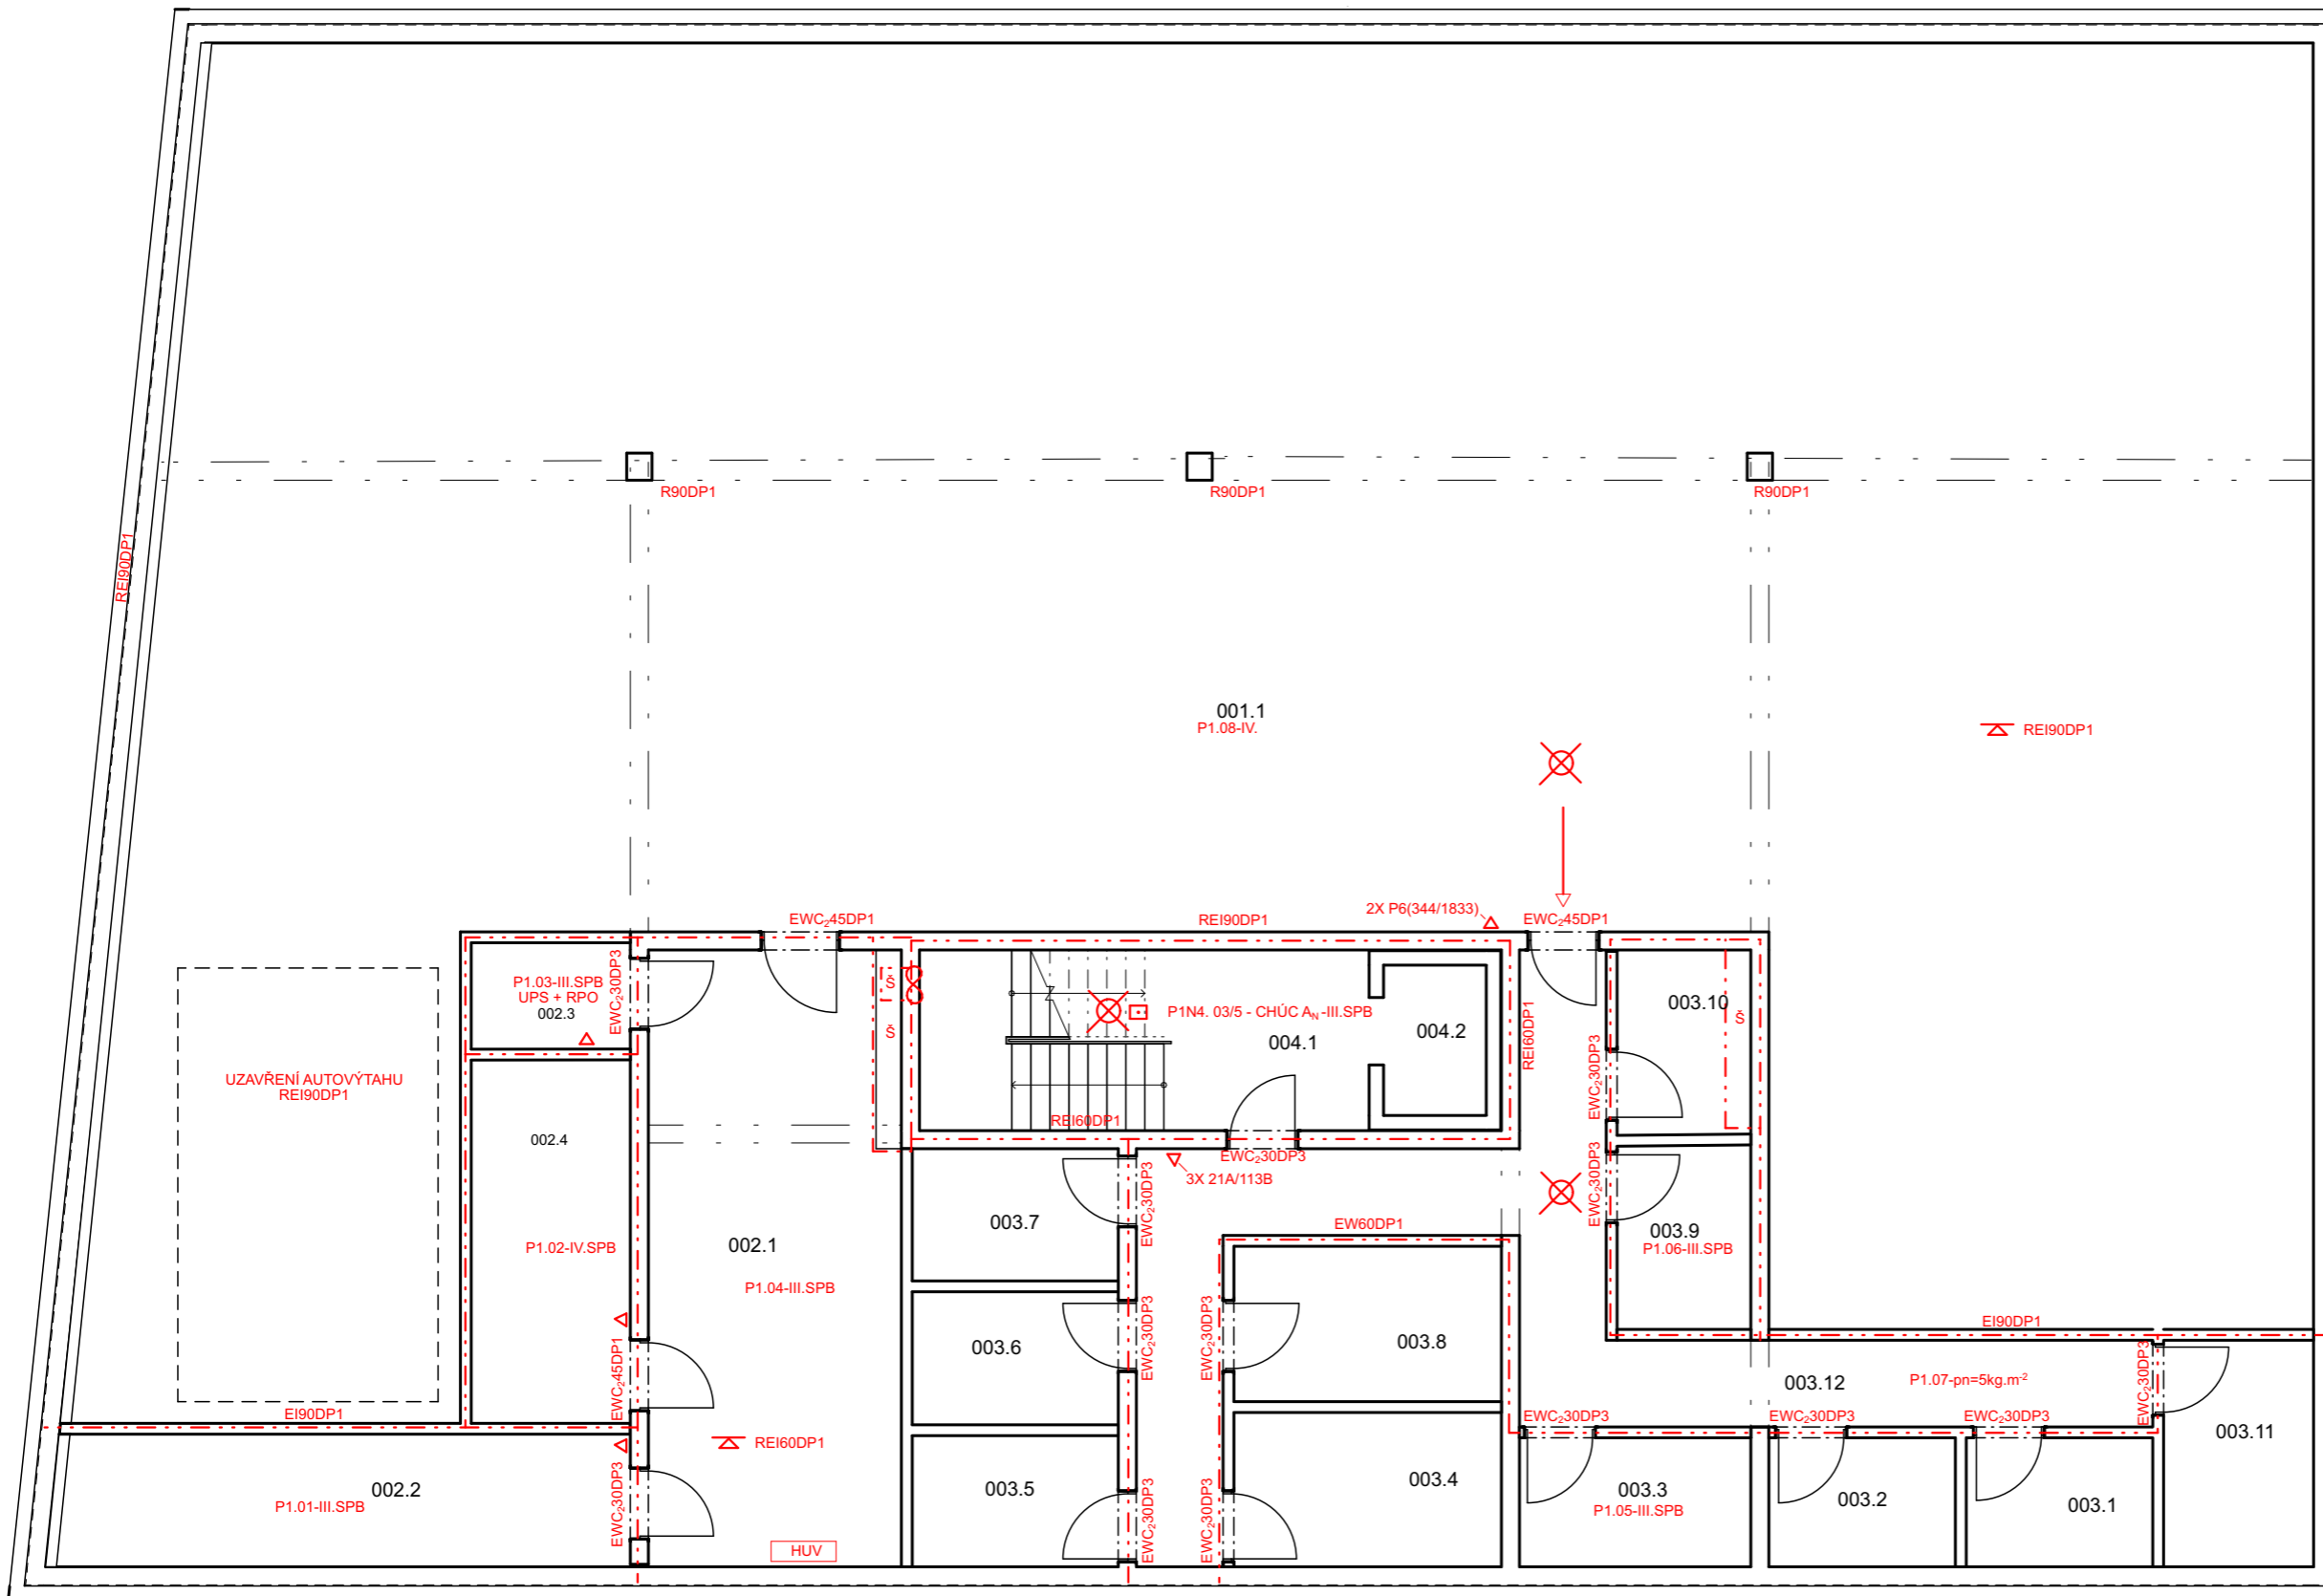 R90DP1
R90DP1
R90DP1
REI90DP1
001.1
P1.08-IV.
REI90DP1
2X P6(344/1833)
EWC₂45DP1
REI90DP1
EWC₂45DP1
P1.03-III.SPB
UPS + RPO
002.3
EWC₂30DP3
Š
Š
P1N4. 03/5 - CHÚC Aₙ -III.SPB
004.1
004.2
REI60DP1
003.10
Š
EWC₂30DP3
UZAVŘENÍ AUTOVÝTAHU
REI90DP1
002.4
REI60DP1
EWC₂30DP3
3X 21A/113B
EWC₂30DP3
EWC₂30DP3
003.7
EW60DP1
003.9
P1.06-III.SPB
P1.02-IV.SPB
002.1
P1.04-III.SPB
EI90DP1
003.6
EWC₂30DP3
EWC₂30DP3
003.8
003.12
P1.07-pn=5kg.m⁻²
EWC₂30DP3
EWC₂45DP1
EI90DP1
REI60DP1
EWC₂30DP3
EWC₂30DP3
EWC₂30DP3
003.11
002.2
P1.01-III.SPB
EWC₂30DP3
003.5
EWC₂30DP3
EWC₂30DP3
003.4
003.3
P1.05-III.SPB
003.2
003.1
HUV